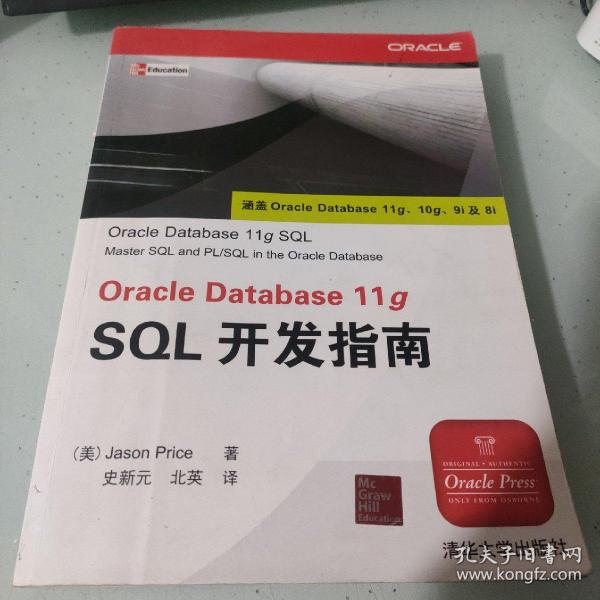 ORACLE
Mc Graw Hill Education
涵盖 Oracle Database 11g、10g、9i 及 8i
Oracle Database 11g SQL
Master SQL and PL/SQL in the Oracle Database
Oracle Database 11g
SQL 开发指南
(美) Jason Price 著
史新元 北英 译
ORIGINAL • AUTHENTIC
Oracle Press
ONLY FROM OSBORNE
Mc
Graw
Hill
Education
清华大学出版社
孔夫子旧书网
www.kongfz.com